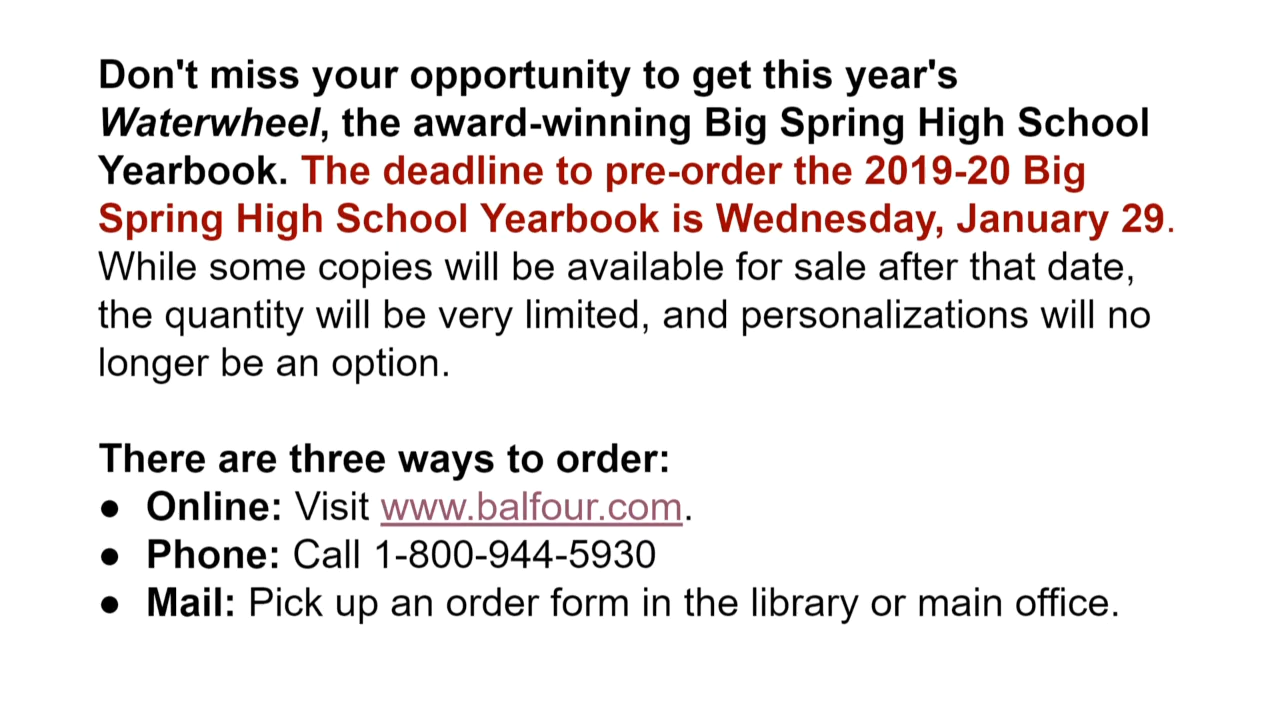 Don't miss your opportunity to get this year's
Waterwheel, the award-winning Big Spring High School
Yearbook. The deadline to pre-order the 2019-20 Big
Spring High School Yearbook is Wednesday, January 29.
While some copies will be available for sale after that date,
the quantity will be very limited, and personalizations will no
longer be an option.
There are three ways to order:
● Online: Visit www.balfour.com.
● Phone: Call 1-800-944-5930
● Mail: Pick up an order form in the library or main office.